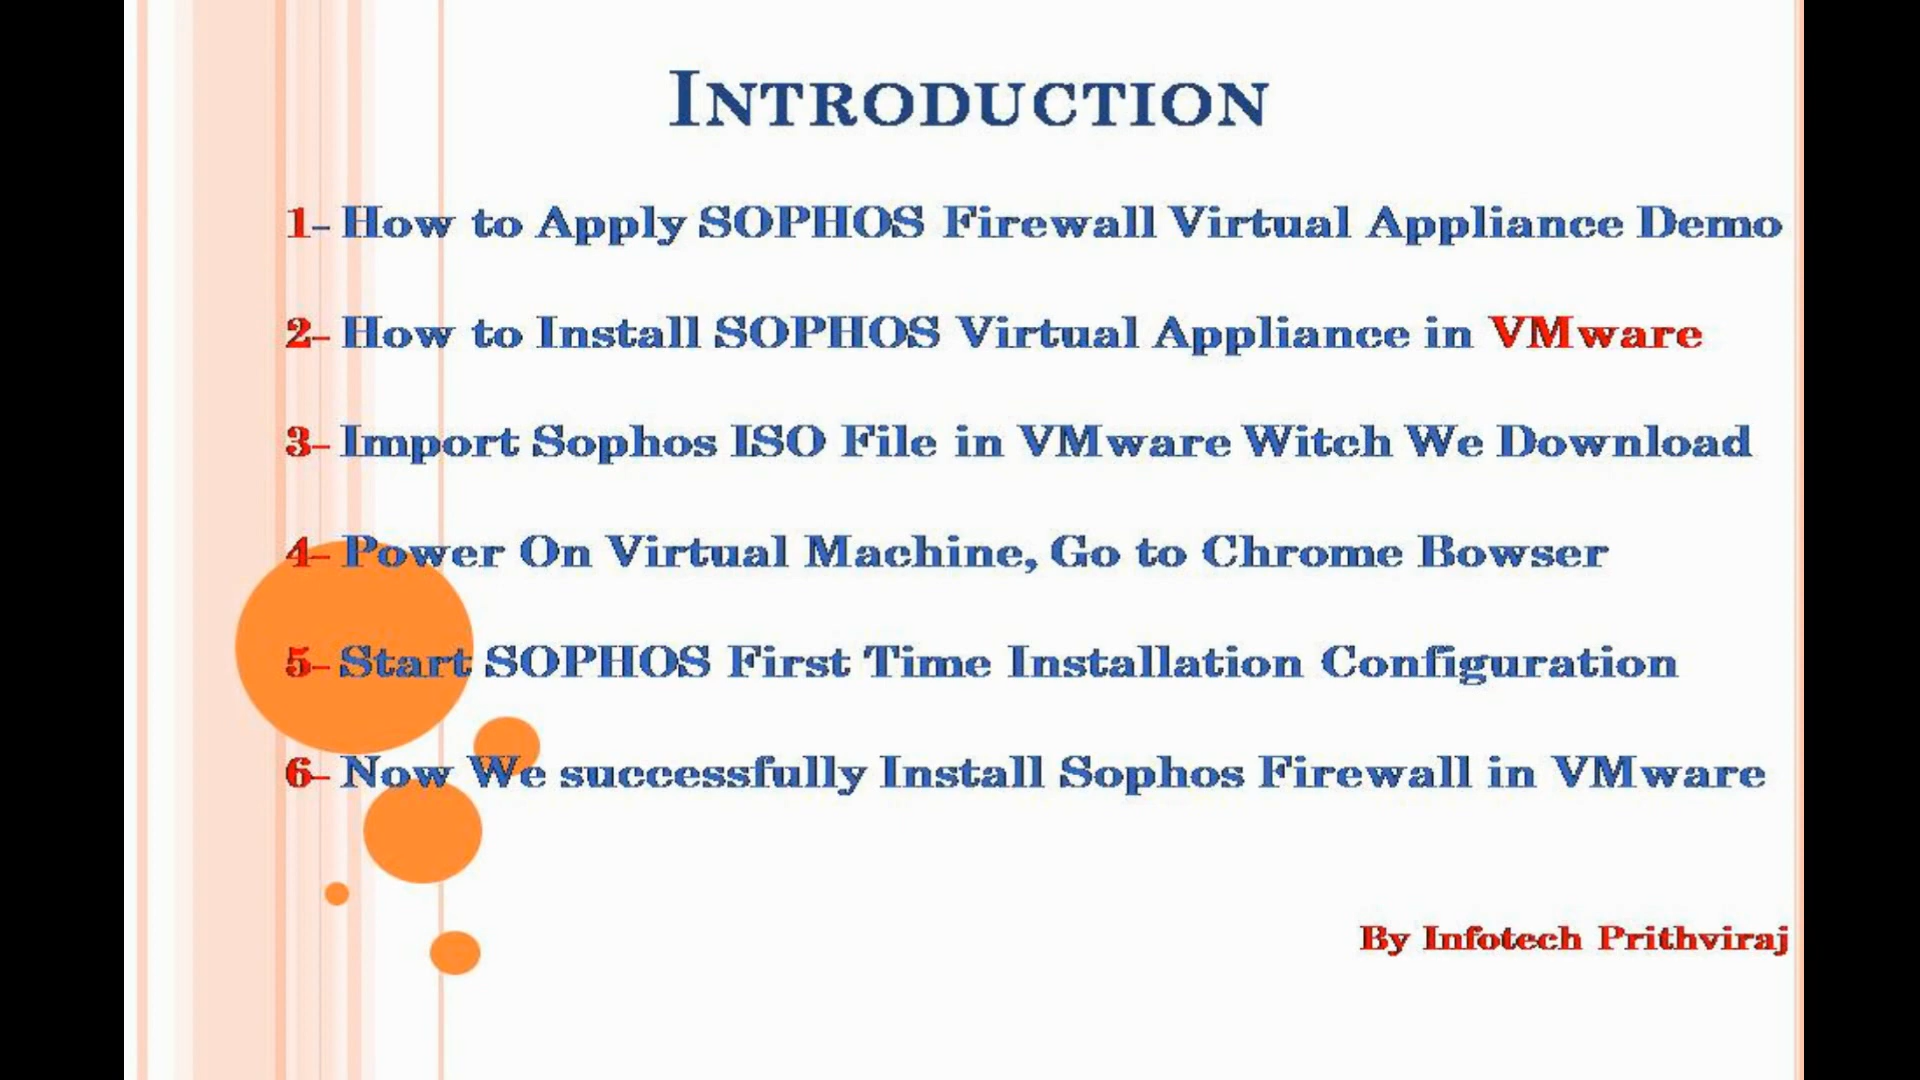 INTRODUCTION
1- How to Apply SOPHOS Firewall Virtual Appliance Demo
2- How to Install SOPHOS Virtual Appliance in VMware
3- Import Sophos ISO File in VMware Witch We Download
4- Power On Virtual Machine, Go to Chrome Bowser
5- Start SOPHOS First Time Installation Configuration
6- Now We successfully Install Sophos Firewall in VMware
By Infotech Prithviraj